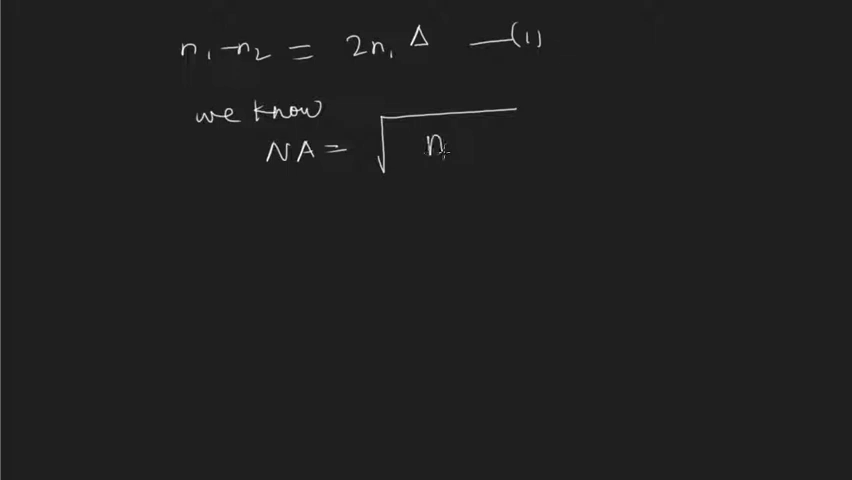 n₁ - n₂ = 2n₁ Δ —(1)
we know
NA = √n